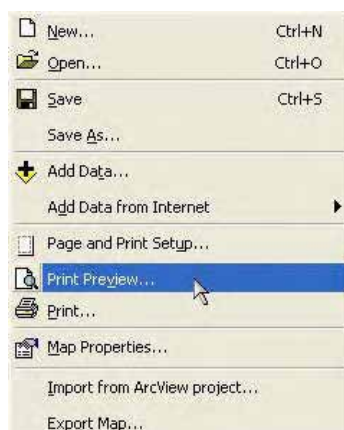 New... Ctrl+N
Open... Ctrl+O
Save Ctrl+S
Save As...
Add Data...
Add Data from Internet
Page and Print Setup...
Print Preview...
Print...
Map Properties...
Import from ArcView project...
Export Map...